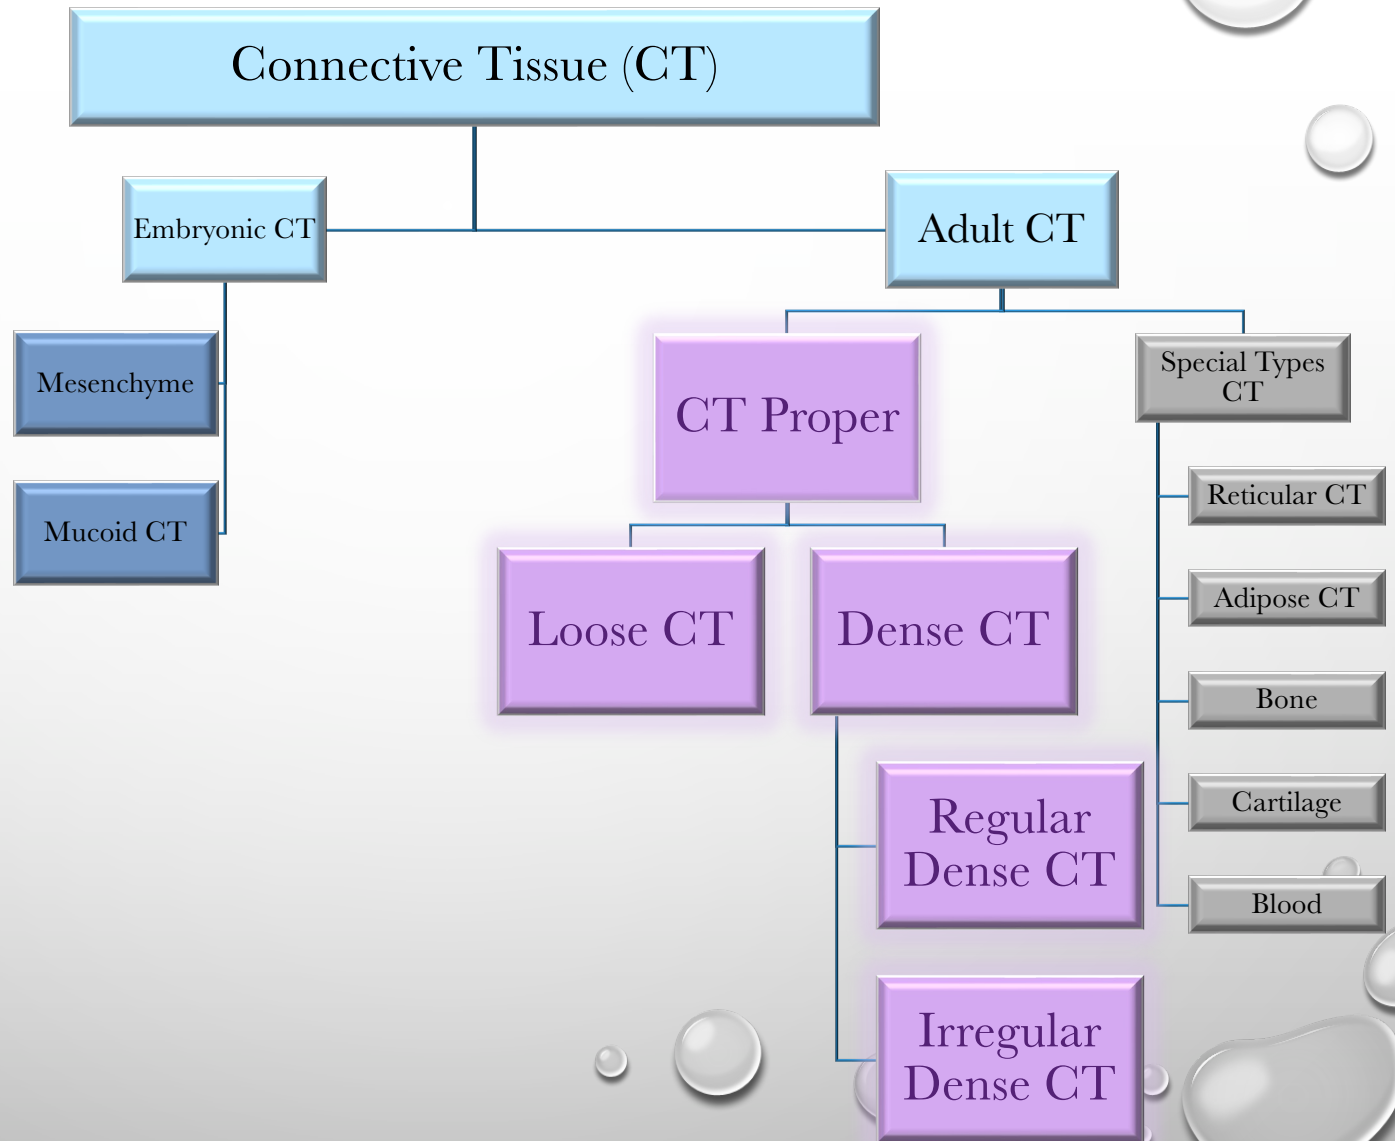 Connective Tissue (CT)
Embryonic CT
Adult CT
Mesenchyme
Mucoid CT
CT Proper
Loose CT
Dense CT
Regular
Dense CT
Irregular
Dense CT
Special Types
CT
Reticular CT
Adipose CT
Bone
Cartilage
Blood